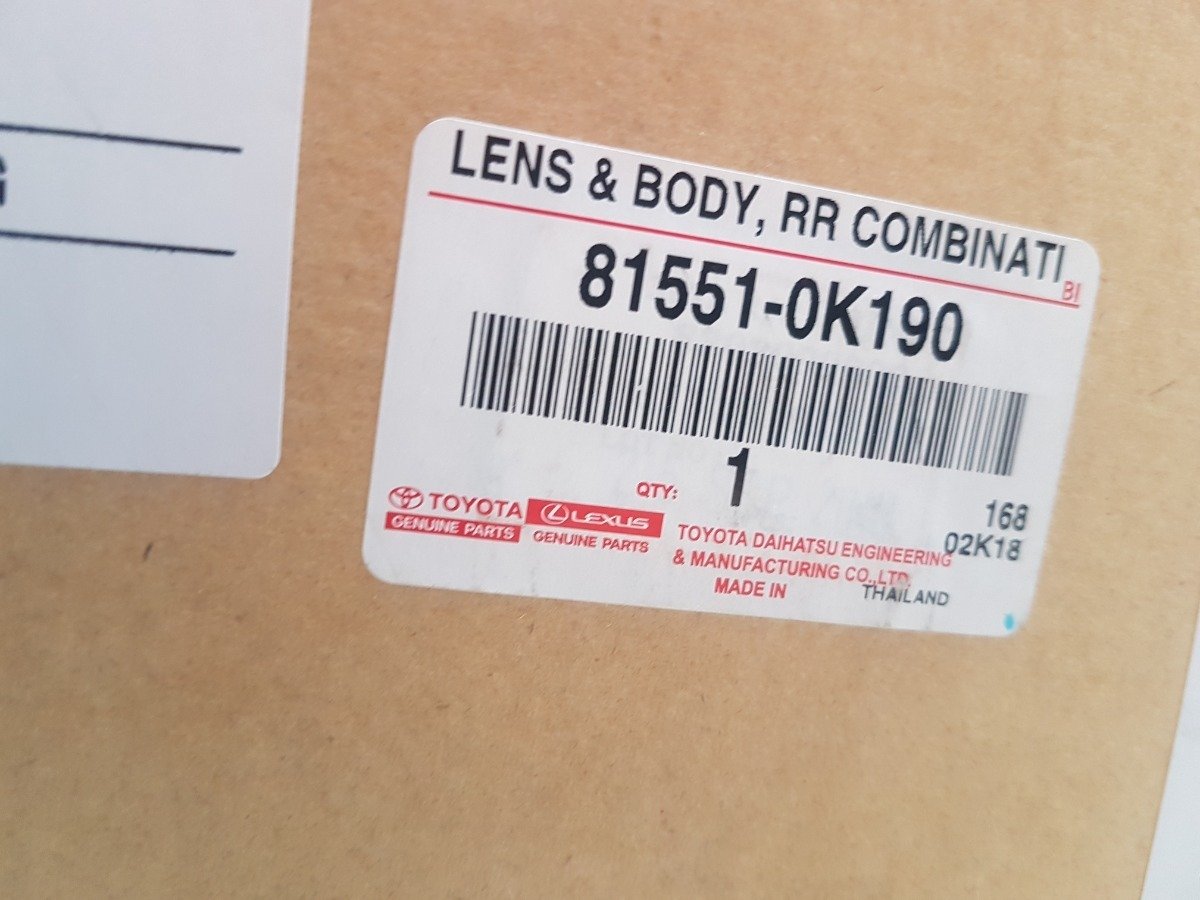 G
LENS & BODY, RR COMBINATI
BI
81551-0K190
QTY: 1
168
02K18
TOYOTA
GENUINE PARTS
LEXUS
GENUINE PARTS
TOYOTA DAIHATSU ENGINEERING
& MANUFACTURING CO.,LTD.
MADE IN THAILAND